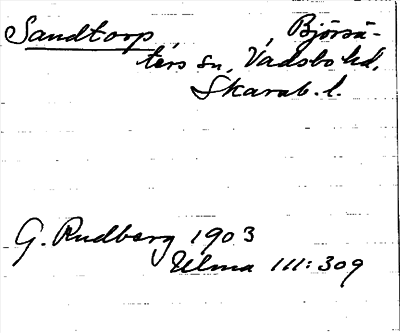 Sandtorp, Björsä-
ters sn, Vadsbo hd,
Skarab. l.
G. Rudberg 1903
Ulma 111:309